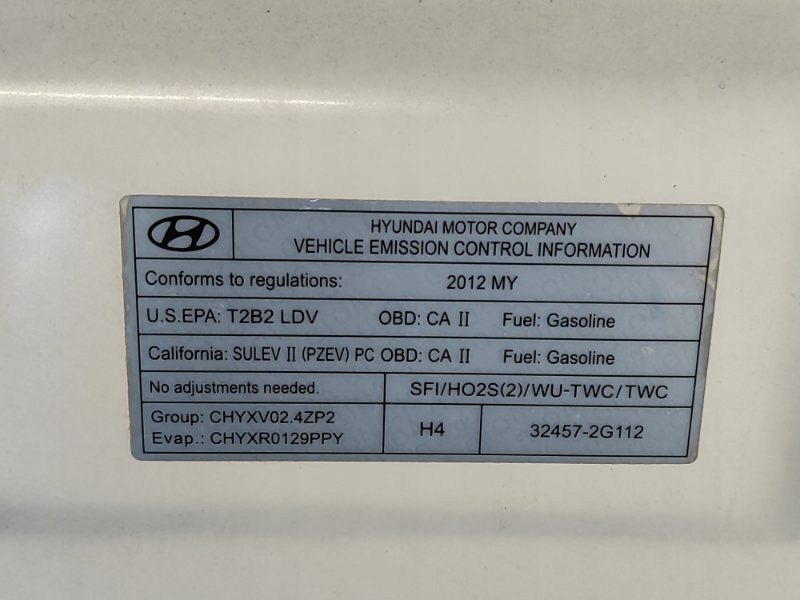 HYUNDAI MOTOR COMPANY
VEHICLE EMISSION CONTROL INFORMATION
Conforms to regulations: 2012 MY
U.S.EPA: T2B2 LDV OBD: CA II Fuel: Gasoline
California: SULEV II (PZEV) PC OBD: CA II Fuel: Gasoline
No adjustments needed. SFI/HO2S(2)/WU-TWC/TWC
Group: CHYXV02.4ZP2
Evap.: CHYXR0129PPY
H4
32457-2G112